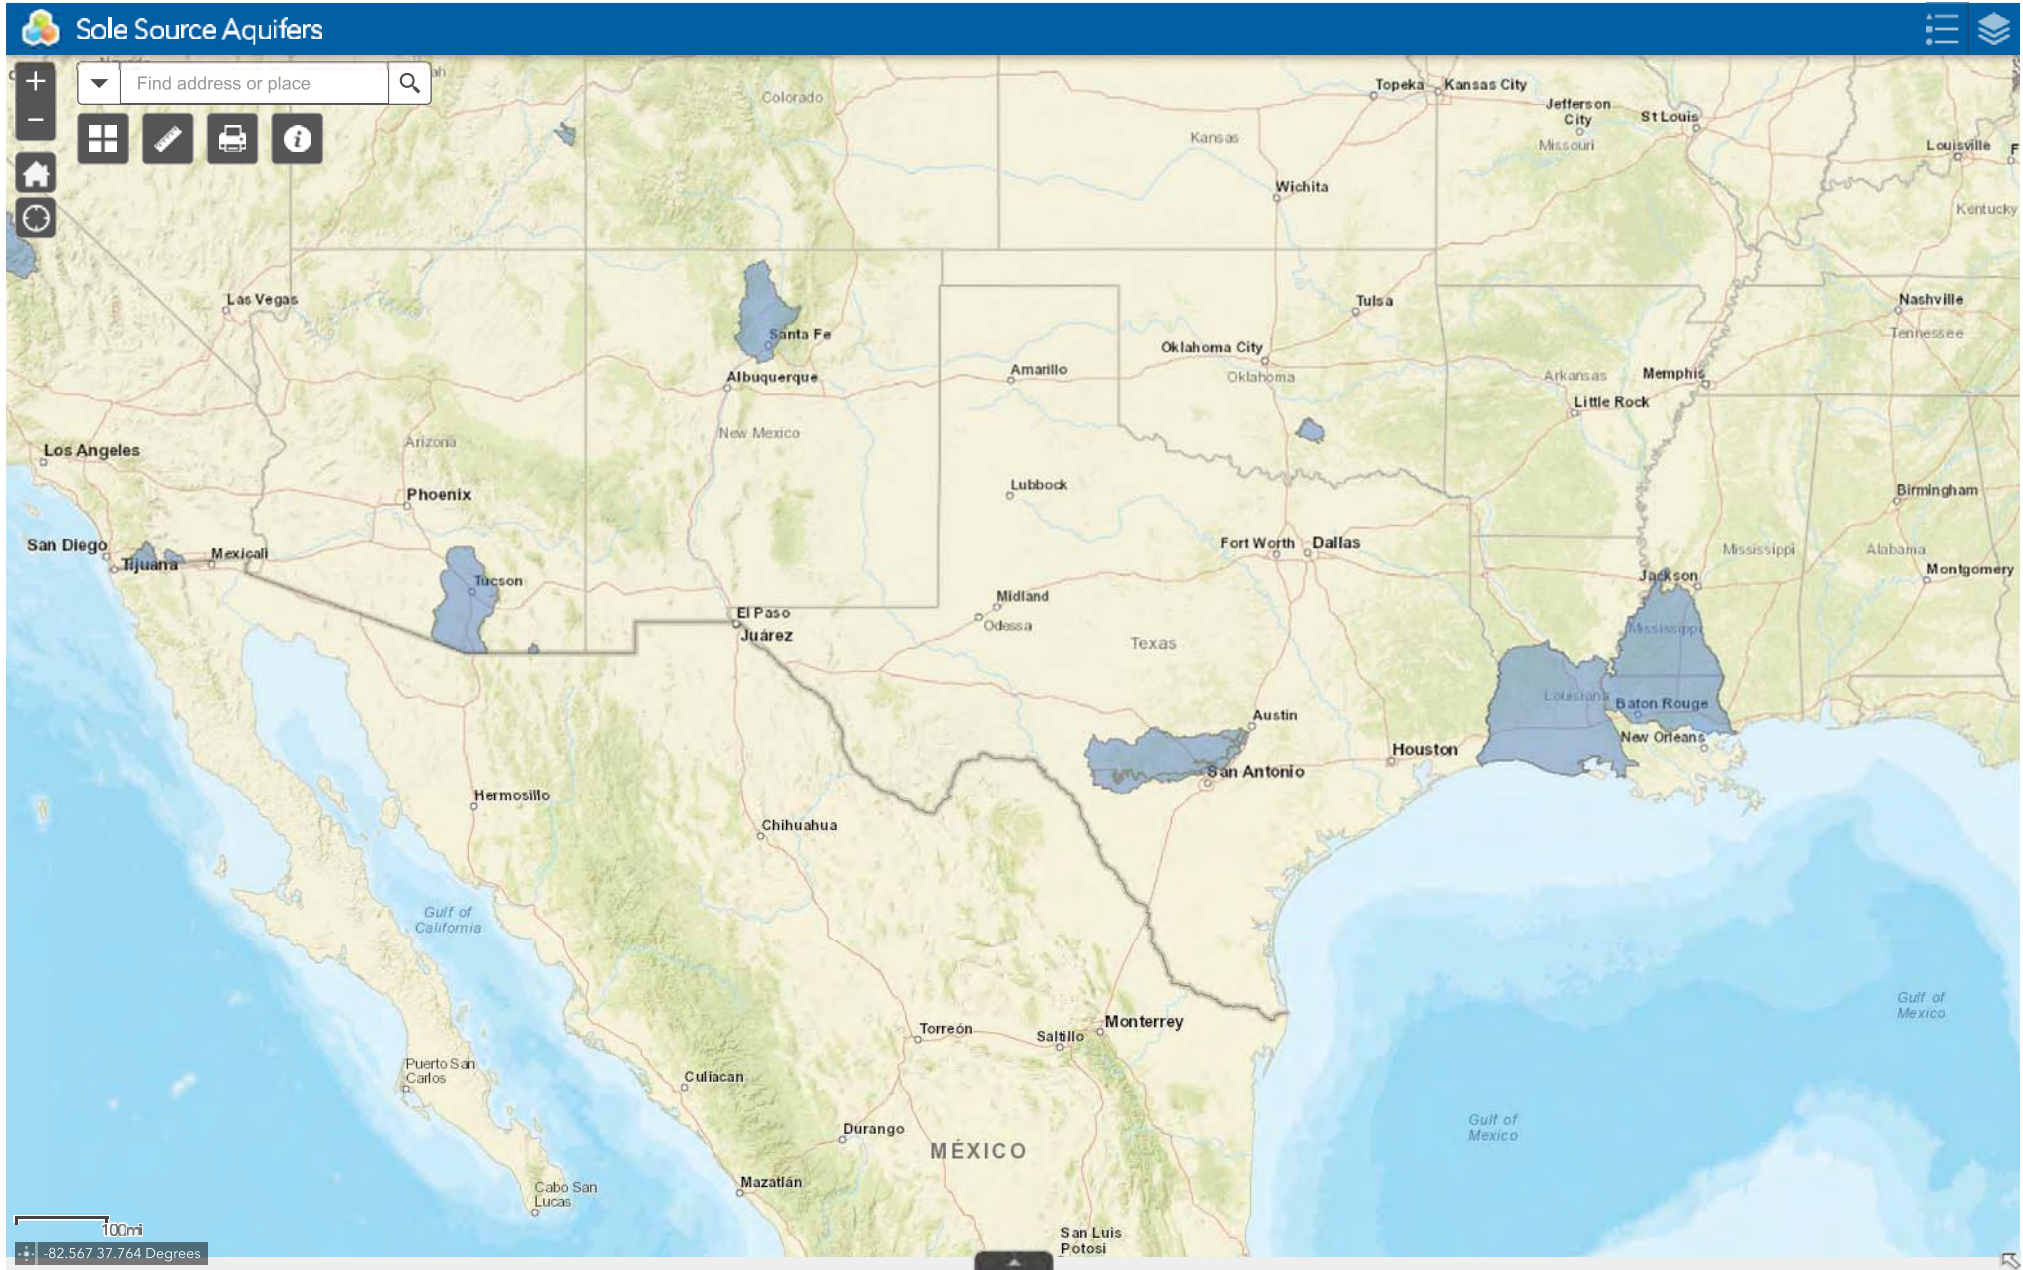 Sole Source Aquifers
Find address or place
Colorado
Topeka
Kansas City
Jefferson
City
St Louis
Missouri
Kansas
Louisville
Wichita
Kentucky
Las Vegas
Tulsa
Nashville
Tennessee
Santa Fe
Oklahoma City
Oklahoma
Albuquerque
Amarillo
Arkansas
Memphis
Little Rock
New Mexico
Arizona
Los Angeles
Phoenix
Lubbock
Birmingham
San Diego
Tijuana
Mexicali
Fort Worth
Dallas
Mississippi
Alabama
Tucson
Jackson
Montgomery
Midland
Odessa
El Paso
Juárez
Texas
Mississippi
Louisiana
Baton Rouge
New Orleans
Austin
Houston
San Antonio
Hermosillo
Chihuahua
Gulf of
California
Gulf of
Mexico
Torreón
Saltillo
Monterrey
Puerto San
Carlos
Culiacan
Durango
MÉXICO
Gulf of
Mexico
Mazatlán
Cabo San
Lucas
San Luis
Potosi
100mi
-82.567 37.764 Degrees